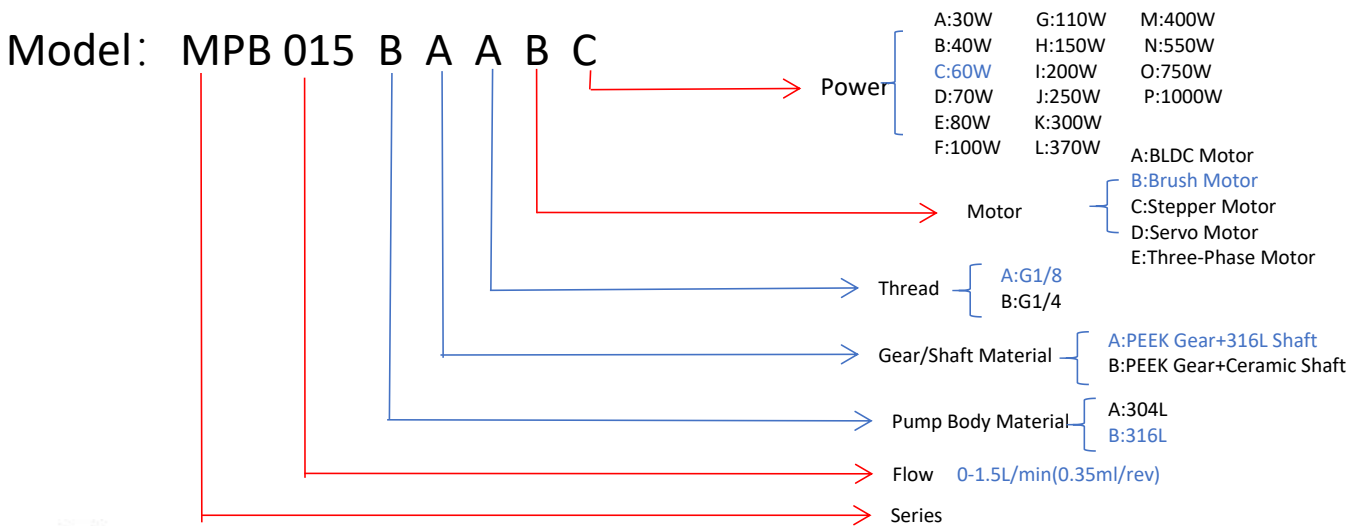 Model： MPB 015 B A A B C
Power
A:30W G:110W M:400W
B:40W H:150W N:550W
C:60W I:200W O:750W
D:70W J:250W P:1000W
E:80W K:300W
F:100W L:370W
Motor
A:BLDC Motor
B:Brush Motor
C:Stepper Motor
D:Servo Motor
E:Three-Phase Motor
Thread
A:G1/8
B:G1/4
Gear/Shaft Material
A:PEEK Gear+316L Shaft
B:PEEK Gear+Ceramic Shaft
Pump Body Material
A:304L
B:316L
Flow 0-1.5L/min(0.35ml/rev)
Series